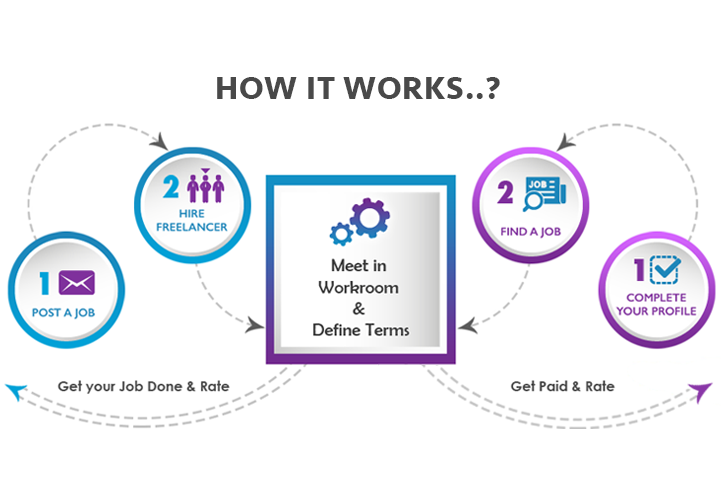 HOW IT WORKS..?
1
POST A JOB
2
HIRE
FREELANCER
Meet in
Workroom
&
Define Terms
2
JOB
FIND A JOB
1
COMPLETE
YOUR PROFILE
Get your Job Done & Rate
Get Paid & Rate